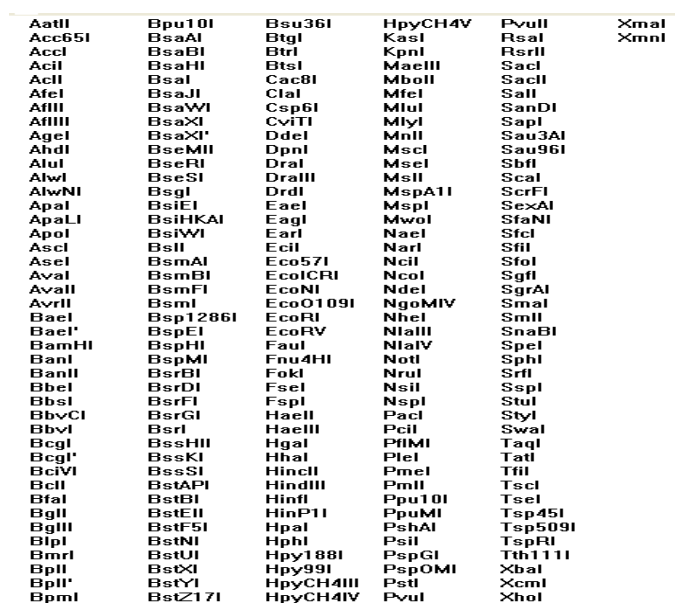 AatII
Acc65I
AccI
AciI
AclI
AfeI
AflII
AflIII
AgeI
AhdI
AluI
AlwI
AlwNI
ApaI
ApaLI
ApoI
AscI
AseI
AvaI
AvaII
AvrII
BaeI
BaeI'
BamHI
BanI
BanII
BbeI
BbsI
BbvCI
BbvI
BcgI
BcgI'
BciVI
BclI
BfaI
BglI
BglII
BlpI
BmrI
BplI
BplI'
BpmI
Bpu10I
BsaAI
BsaBI
BsaHI
BsaI
BsaJI
BsaWI
BsaXI
BsaXI'
BseMII
BseRI
BseSI
BsgI
BsiEI
BsiHKAI
BsiWI
BslI
BsmAI
BsmBI
BsmFI
BsmI
Bsp1286I
BspEI
BspHI
BspMI
BsrBI
BsrDI
BsrFI
BsrGI
BsrI
BssHII
BssKI
BssSI
BstAPI
BstBI
BstEII
BstF5I
BstNI
BstUI
BstXI
BstYI
BstZ17I
Bsu36I
BtgI
BtrI
BtsI
Cac8I
ClaI
Csp6I
CviTI
DdeI
DpnI
DraI
DraIII
DrdI
EaeI
EagI
EarI
EciI
Eco57I
EcoICRI
EcoNI
EcoO109I
EcoRI
EcoRV
FauI
Fnu4HI
FokI
FseI
FspI
HaeII
HaeIII
HgaI
HhaI
HincII
HindIII
HinfI
HinP1I
HpaI
HphI
Hpy188I
Hpy99I
HpyCH4III
HpyCH4IV
HpyCH4V
KasI
KpnI
MaeIII
MboII
MfeI
MluI
MlyI
MnlI
MscI
MseI
MslI
MspA1I
MspI
MwoI
NaeI
NarI
NciI
NcoI
NdeI
NgoMIV
NheI
NlaIII
NlaIV
NotI
NruI
NsiI
NspI
PacI
PciI
PflMI
PleI
PmeI
PmlI
Ppu10I
PpuMI
PshAI
PsiI
PspGI
PspOMI
PstI
PvuI
PvuII
RsaI
RsrII
SacI
SacII
SalI
SanDI
SapI
Sau3AI
Sau96I
SbfI
ScaI
ScrFI
SexAI
SfaNI
SfcI
SfiI
SfoI
SgfI
SgrAI
SmaI
SmlI
SnaBI
SpeI
SphI
SrfI
SspI
StuI
StyI
SwaI
TaqI
TatI
TfiI
TscI
TseI
Tsp45I
Tsp509I
TspRI
Tth111I
XbaI
XcmI
XhoI
XmaI
XmnI